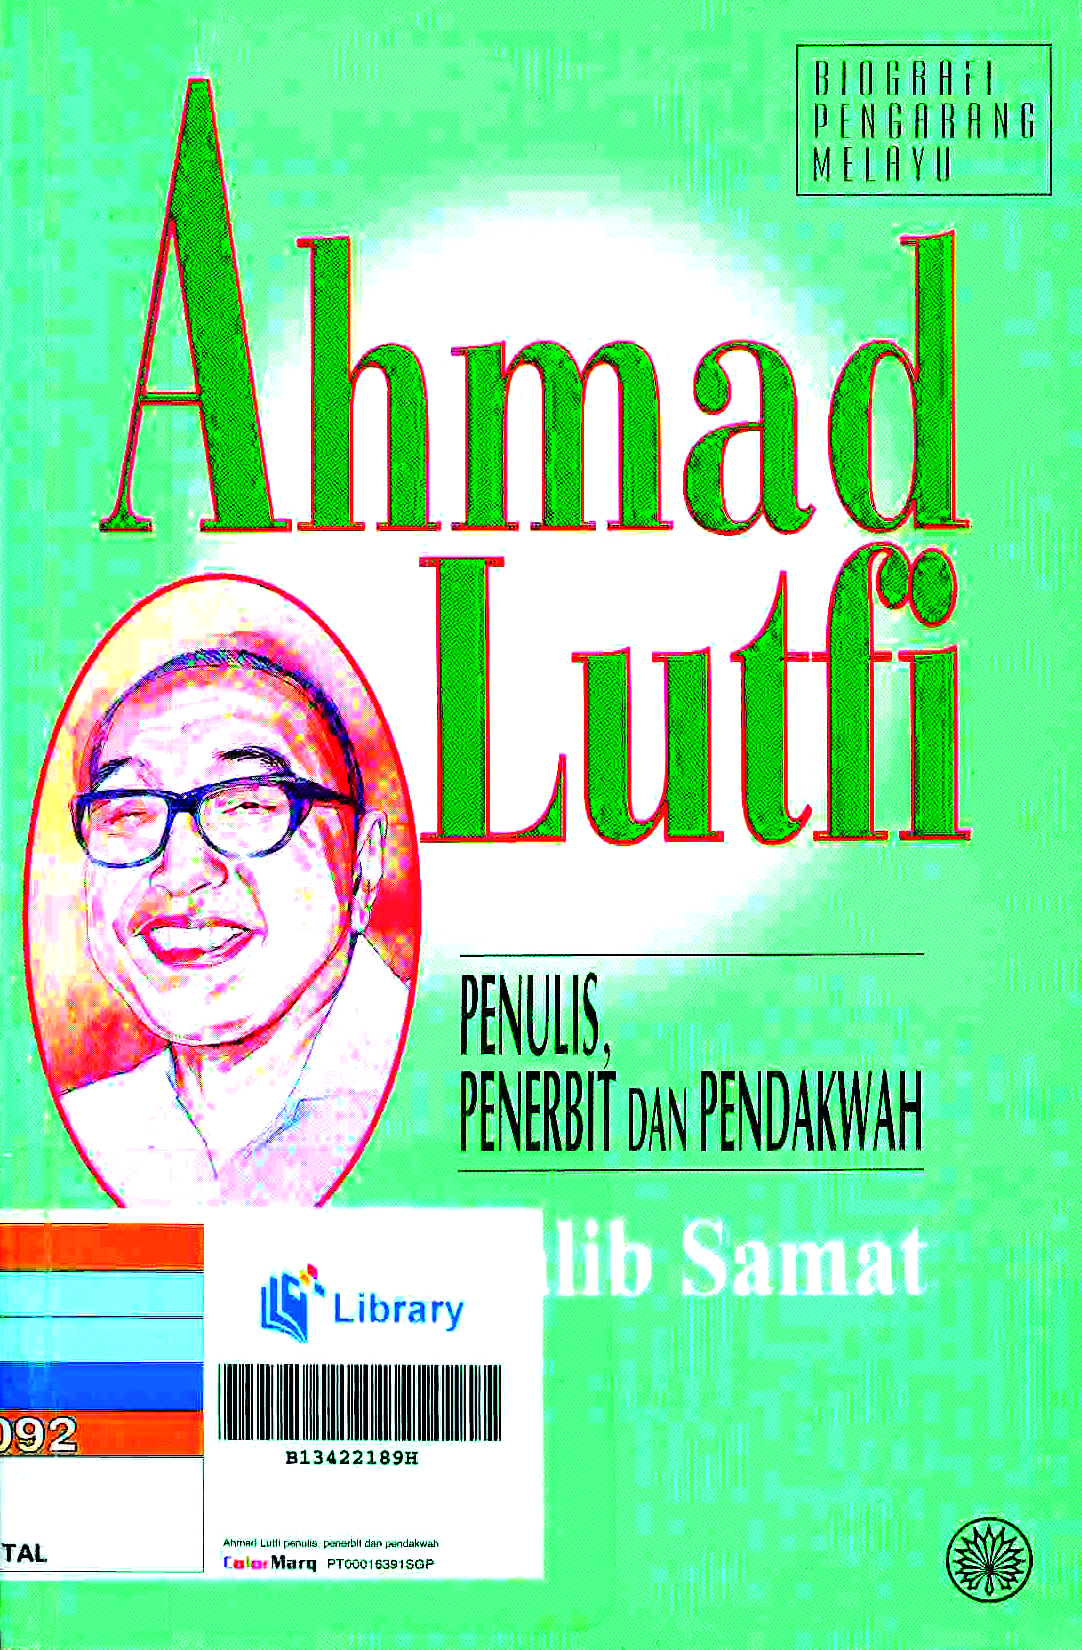 BIOGRAFI
PENGARANG
MELAYU
Ahmad
Lutfi
PENULIS,
PENERBIT DAN PENDAKWAH
Samat
Library
B13422189H
092
TAL
Ahmad Lutfi penulis, penerbit dan pendakwah
ColorMarq PT00016391SGP